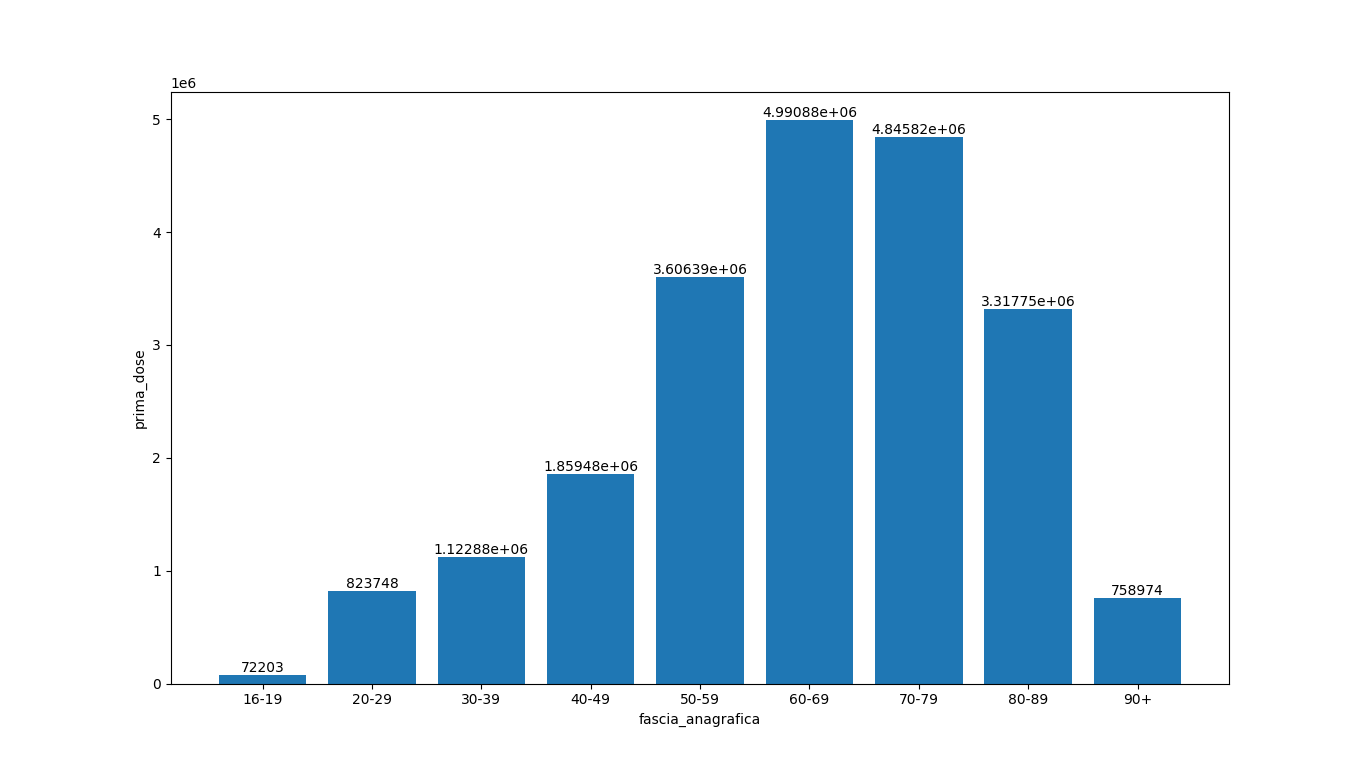 1e6
5
4
3
2
1
0
prima_dose
72203
823748
1.12288e+06
1.85948e+06
3.60639e+06
4.99088e+06
4.84582e+06
3.31775e+06
758974
16-19 20-29 30-39 40-49 50-59 60-69 70-79 80-89 90+
fascia_anagrafica